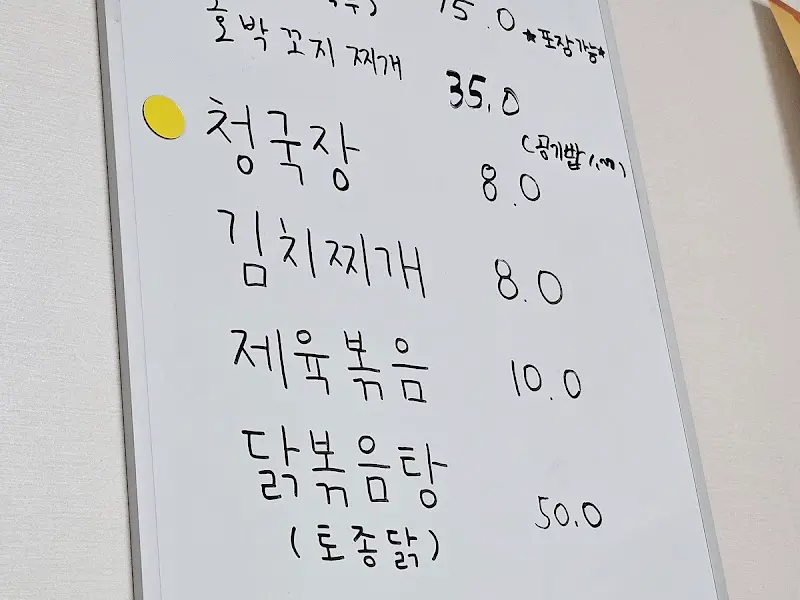 15.0
호박꼬지찌개 35.0
*포장가능*
청국장 8.0
(공기밥 1.000)
김치찌개 8.0
제육볶음 10.0
닭볶음탕 50.0
(토종닭)